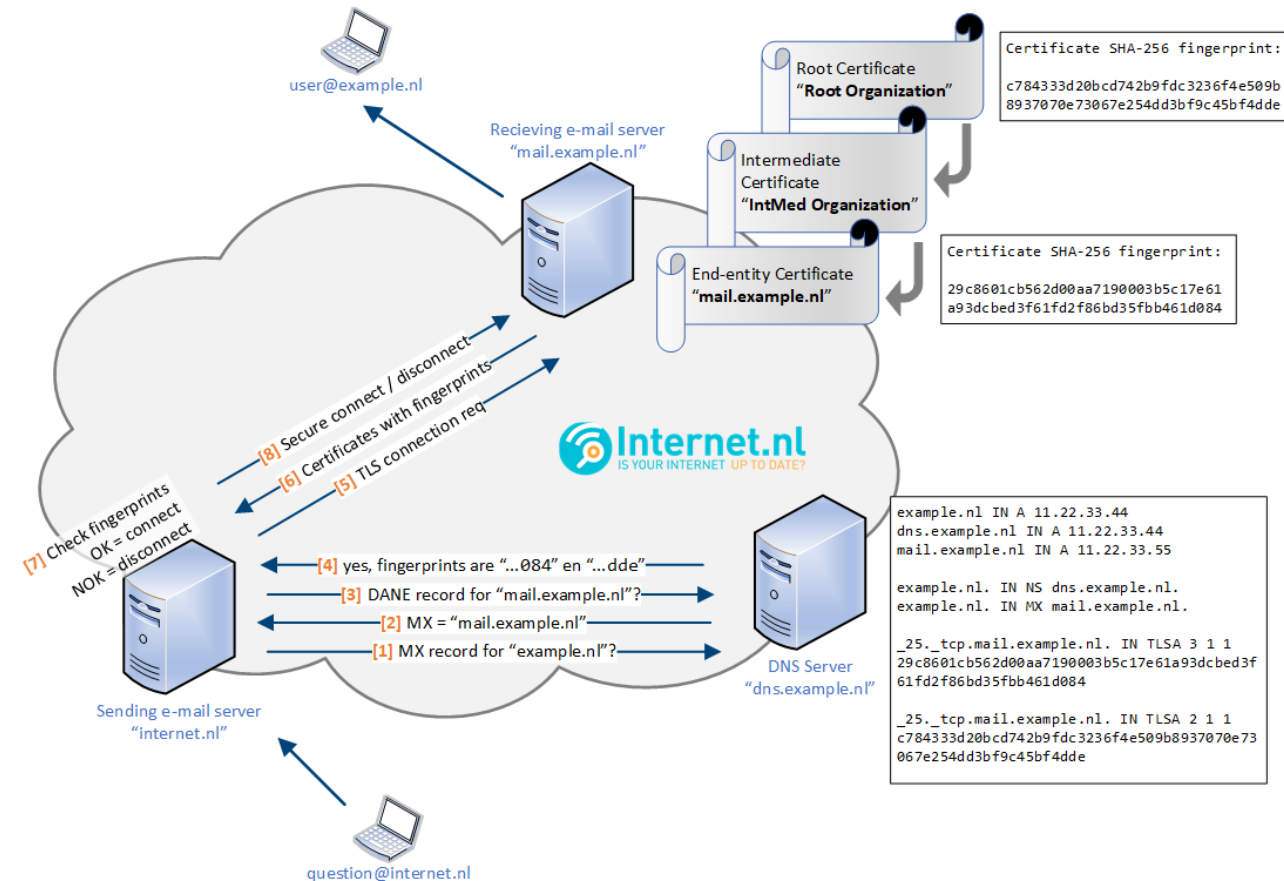 user@example.nl
Recieving e-mail server
“mail.example.nl”
Root Certificate
“Root Organization”
Certificate SHA-256 fingerprint:
c784333d20bcd742b9fdc3236f4e509b
8937070e73067e254dd3bf9c45bf4dde
Intermediate
Certificate
“IntMed Organization”
End-entity Certificate
“mail.example.nl”
Certificate SHA-256 fingerprint:
29c8601cb562d00aa7190003b5c17e61
a93dcbed3f61fd2f86bd35fbb461d084
[8] Secure connect / disconnect
[6] Certificates with fingerprints
[5] TLS connection req
Internet.nl
IS YOUR INTERNET UP TO DATE?
[7] Check fingerprints
OK = connect
NOK = disconnect
[4] yes, fingerprints are “...084” en “...dde”
[3] DANE record for “mail.example.nl”?
[2] MX = “mail.example.nl”
[1] MX record for “example.nl”?
Sending e-mail server
“internet.nl”
DNS Server
“dns.example.nl”
example.nl IN A 11.22.33.44
dns.example.nl IN A 11.22.33.44
mail.example.nl IN A 11.22.33.55
example.nl. IN NS dns.example.nl.
example.nl. IN MX mail.example.nl.
_25._tcp.mail.example.nl. IN TLSA 3 1 1
29c8601cb562d00aa7190003b5c17e61a93dcbed3f
61fd2f86bd35fbb461d084
_25._tcp.mail.example.nl. IN TLSA 2 1 1
c784333d20bcd742b9fdc3236f4e509b8937070e73
067e254dd3bf9c45bf4dde
question@internet.nl